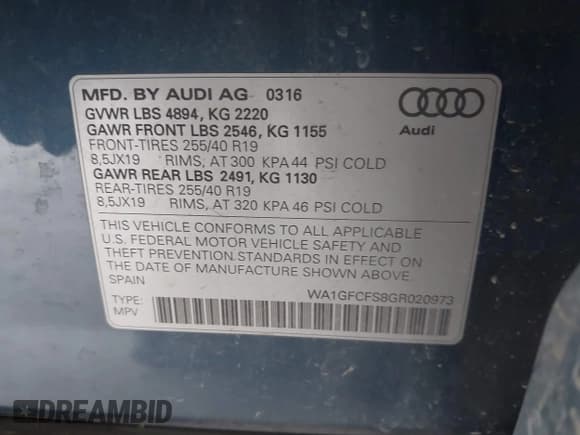 MFD. BY AUDI AG 0316
GVWR LBS 4894, KG 2220
GAWR FRONT LBS 2546, KG 1155
FRONT-TIRES 255/40 R19
8,5JX19 RIMS, AT 300 KPA 44 PSI COLD
GAWR REAR LBS 2491, KG 1130
REAR-TIRES 255/40 R19
8,5JX19 RIMS, AT 320 KPA 46 PSI COLD
Audi
THIS VEHICLE CONFORMS TO ALL APPLICABLE
U.S. FEDERAL MOTOR VEHICLE SAFETY AND
THEFT PREVENTION STANDARDS IN EFFECT ON
THE DATE OF MANUFACTURE SHOWN ABOVE
SPAIN
WA1GFCFS8GR020973
TYPE:
MPV
DREAMBID